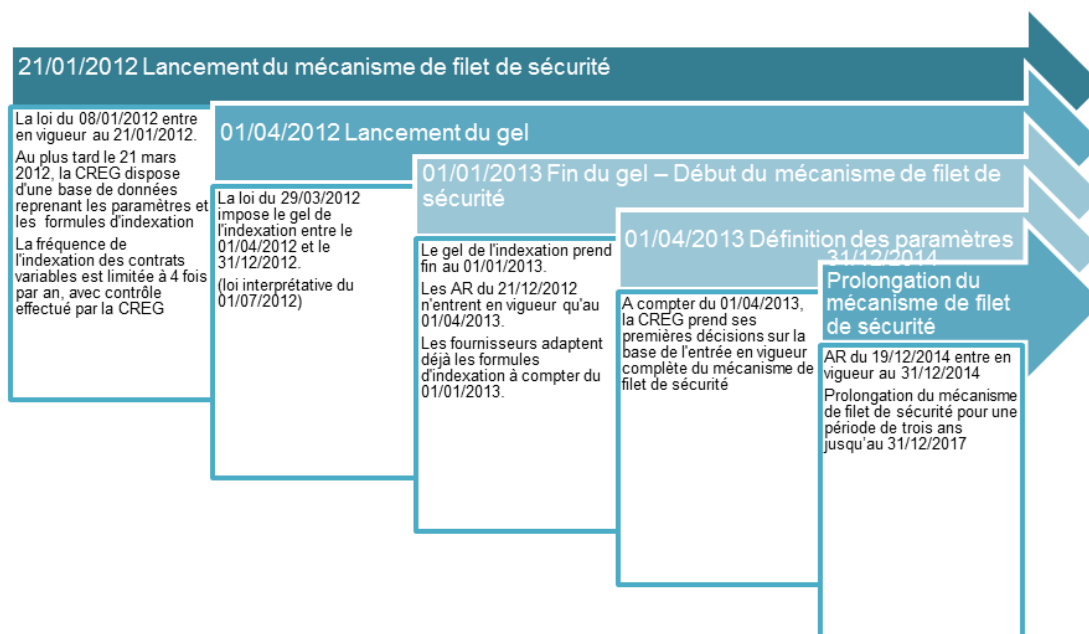 21/01/2012 Lancement du mécanisme de filet de sécurité
La loi du 08/01/2012 entre
en vigueur au 21/01/2012.
Au plus tard le 21 mars
2012, la CREG dispose
d'une base de données
reprenant les paramètres et
les formules d'indexation
La fréquence de
l'indexation des contrats
variables est limitée à 4 fois
par an, avec contrôle
effectué par la CREG
01/04/2012 Lancement du gel
La loi du 29/03/2012
impose le gel de
l'indexation entre le
01/04/2012 et le
31/12/2012.
(loi interprétative du
01/07/2012)
01/01/2013 Fin du gel – Début du mécanisme de filet de
sécurité
Le gel de l'indexation prend
fin au 01/01/2013.
Les AR du 21/12/2012
n'entrent en vigueur qu'au
01/04/2013.
Les fournisseurs adaptent
déjà les formules
d'indexation à compter du
01/01/2013.
01/04/2013 Définition des paramètres
A compter du 01/04/2013,
la CREG prend ses
premières décisions sur la
base de l'entrée en vigueur
complète du mécanisme de
filet de sécurité
31/12/2014
Prolongation du
mécanisme de filet
de sécurité
AR du 19/12/2014 entre en
vigueur au 31/12/2014
Prolongation du mécanisme
de filet de sécurité pour une
période de trois ans
jusqu'au 31/12/2017